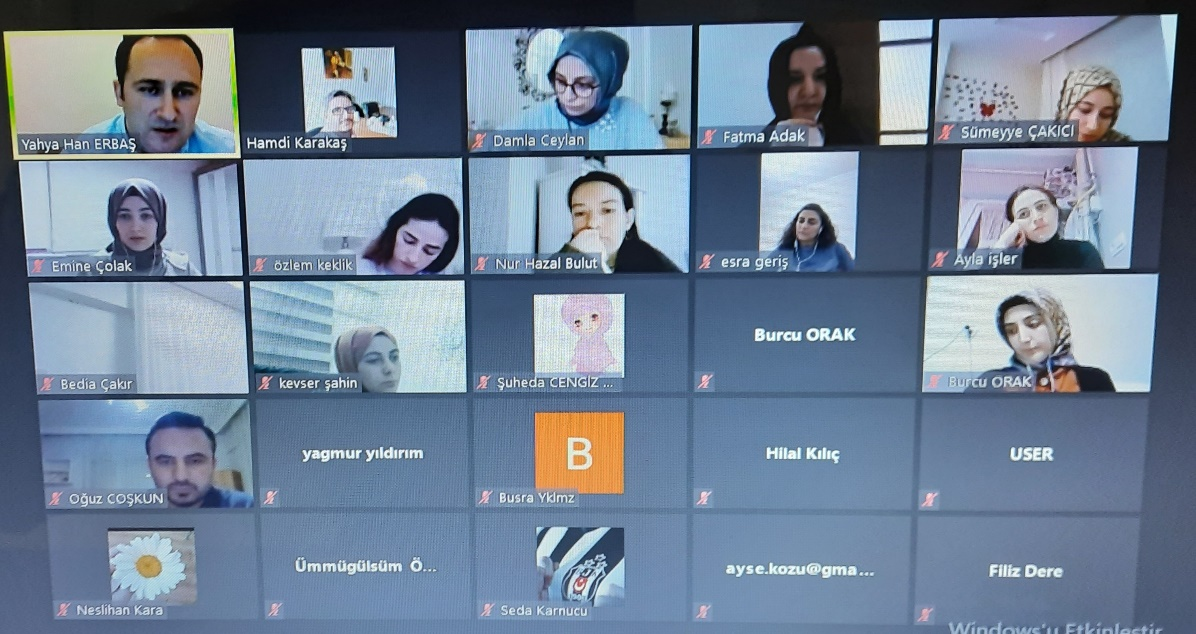 Yahya Han ERBAŞ
Hamdi Karakaş
Damla Ceylan
Fatma Adak
Sümeyye ÇAKICI
Emine Çolak
özlem keklik
Nur Hazal Bulut
esra geriş
Ayla işler
Bedia Çakır
kevser şahin
Şuheda CENGİZ ...
Burcu ORAK
Burcu ORAK
Oğuz COŞKUN
yagmur yıldırım
B
Busra Yklmz
Hilal Kılıç
USER
Neslihan Kara
Ümmügülsüm Ö...
Seda Karnucu
ayse.kozu@gma...
Filiz Dere
Windows'u Etkinleştir